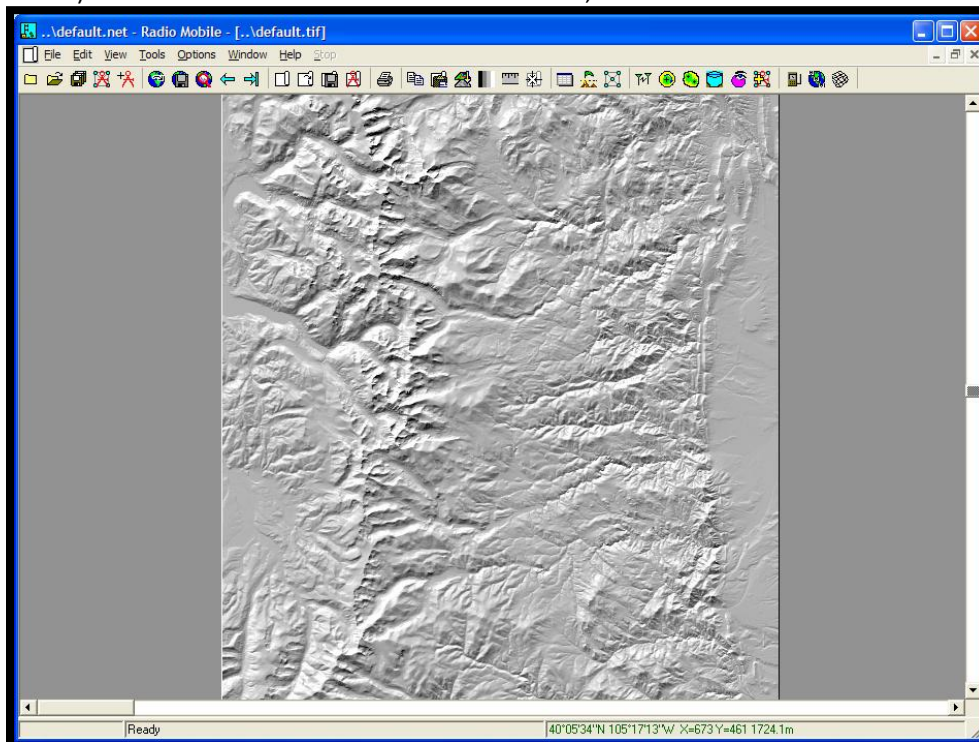 ..\default.net - Radio Mobile - [..\default.tif]
File Edit View Tools Options Window Help Stop
Ready
40°05'34"N 105°17'13"W X=673 Y=461 1724.1m